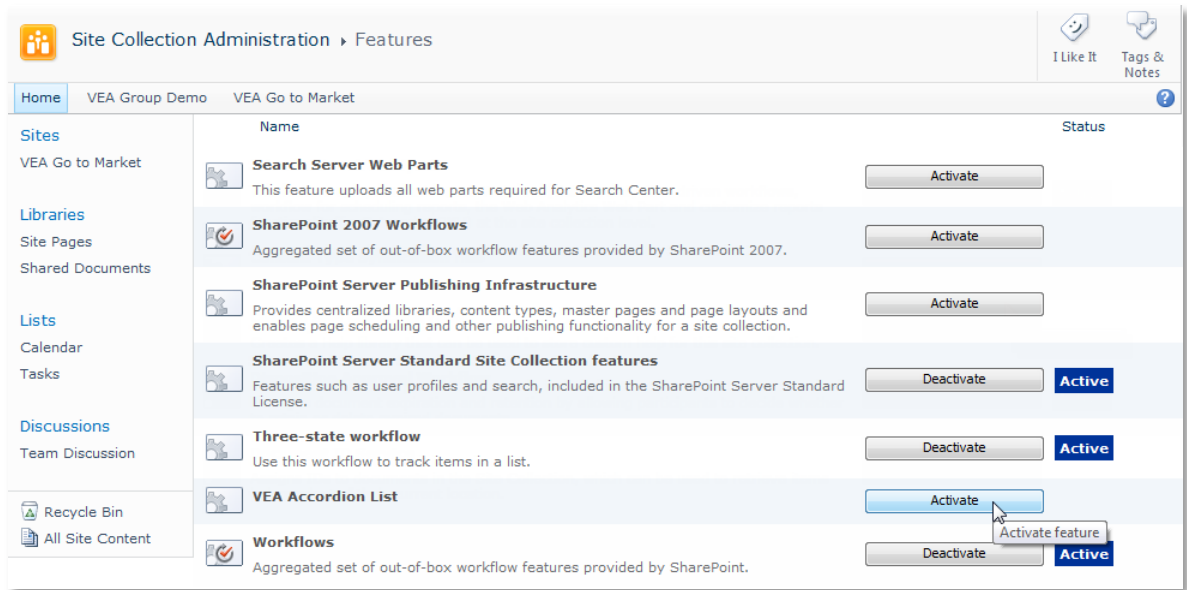 Site Collection Administration ▸ Features
I Like It
Tags &
Notes
Home VEA Group Demo VEA Go to Market
Sites
VEA Go to Market
Libraries
Site Pages
Shared Documents
Lists
Calendar
Tasks
Discussions
Team Discussion
Recycle Bin
All Site Content
Name Status
Search Server Web Parts
This feature uploads all web parts required for Search Center.
Activate
SharePoint 2007 Workflows
Aggregated set of out-of-box workflow features provided by SharePoint 2007.
Activate
SharePoint Server Publishing Infrastructure
Provides centralized libraries, content types, master pages and page layouts and
enables page scheduling and other publishing functionality for a site collection.
Activate
SharePoint Server Standard Site Collection features
Features such as user profiles and search, included in the SharePoint Server Standard
License.
Deactivate Active
Three-state workflow
Use this workflow to track items in a list.
Deactivate Active
VEA Accordion List
Activate
Activate feature
Workflows
Aggregated set of out-of-box workflow features provided by SharePoint.
Deactivate Active